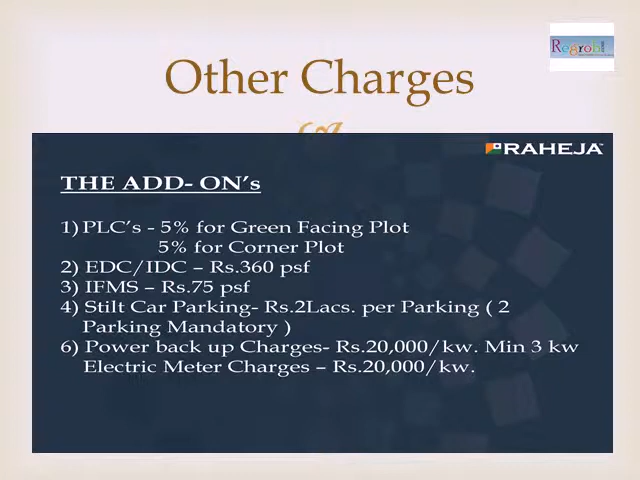 Regrob
Other Charges
RAHEJA
THE ADD- ON's
1) PLC's - 5% for Green Facing Plot
5% for Corner Plot
2) EDC/IDC – Rs.360 psf
3) IFMS – Rs.75 psf
4) Stilt Car Parking- Rs.2Lacs. per Parking ( 2
Parking Mandatory )
6) Power back up Charges- Rs.20,000/kw. Min 3 kw
Electric Meter Charges – Rs.20,000/kw.